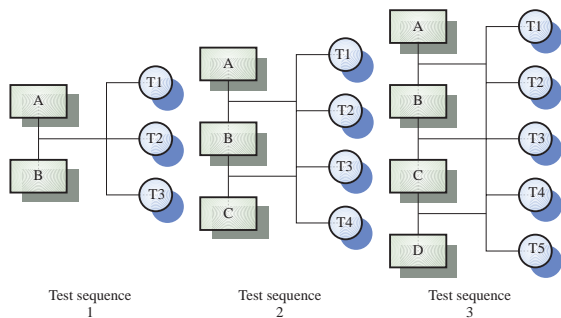 A
B
T1
T2
T3
Test sequence
1
A
B
C
T1
T2
T3
T4
Test sequence
2
A
B
C
D
T1
T2
T3
T4
T5
Test sequence
3